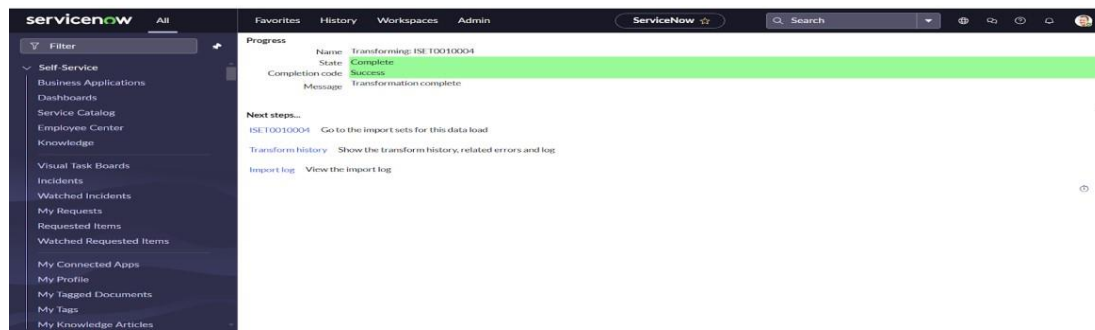 servicenow All Favorites History Workspaces Admin ServiceNow Search
Filter
Self-Service
Business Applications
Dashboards
Service Catalog
Employee Center
Knowledge
Visual Task Boards
Incidents
Watched Incidents
My Requests
Requested Items
Watched Requested Items
My Connected Apps
My Profile
My Tagged Documents
My Tags
My Knowledge Articles
Progress
Name Transforming: ISET0010004
State Complete
Completion code Success
Message Transformation complete
Next steps...
ISET0010004 Go to the import sets for this data load
Transform history Show the transform history, related errors and log
Import log View the import log